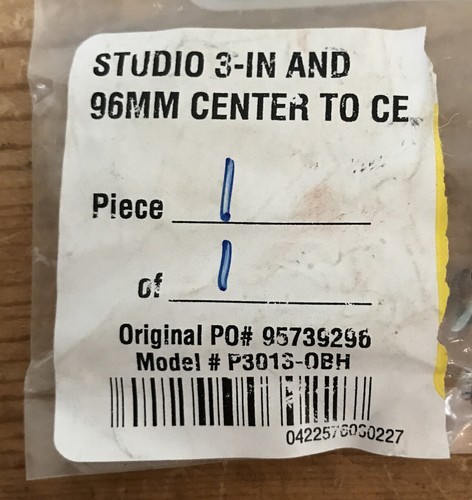 STUDIO 3-IN AND
96MM CENTER TO CE
Piece 1
of 1
Original PO# 95739296
Model # P3013-OBH
0422576060227